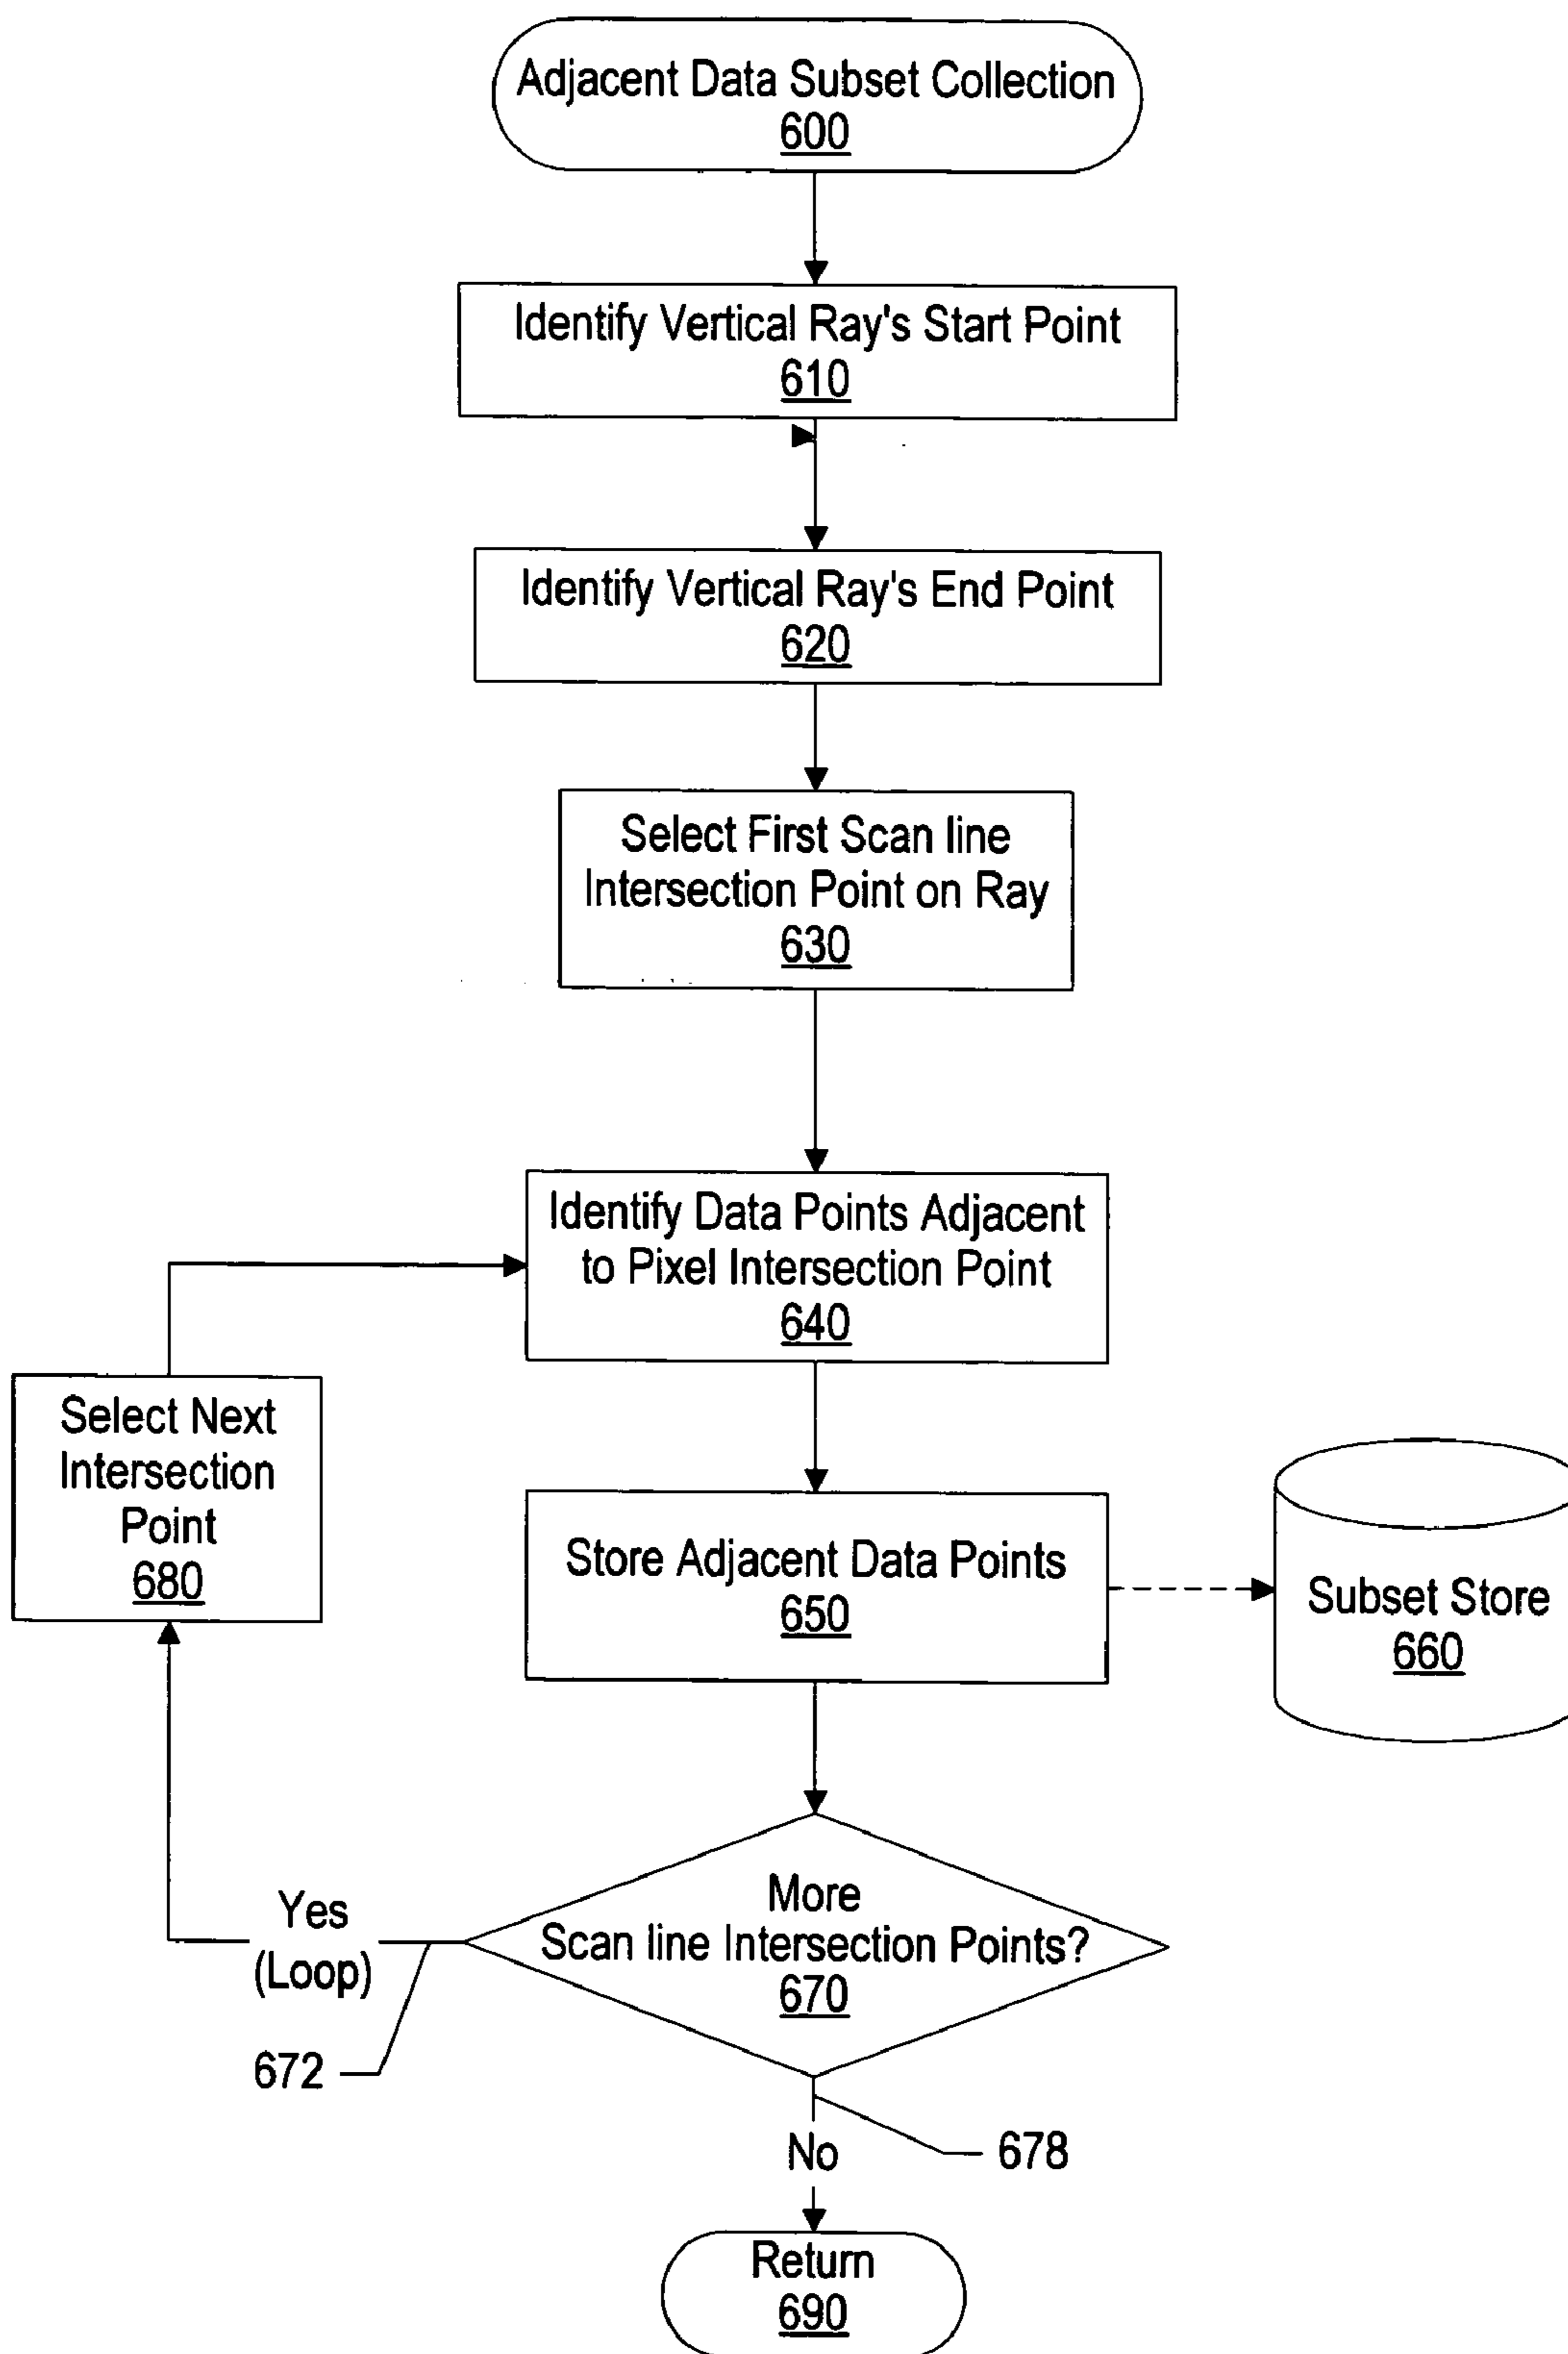 Adjacent Data Subset Collection
600
Identify Vertical Ray's Start Point
610
Identify Vertical Ray's End Point
620
Select First Scan line
Intersection Point on Ray
630
Identify Data Points Adjacent
to Pixel Intersection Point
640
Select Next
Intersection
Point
680
Store Adjacent Data Points
650
Subset Store
660
More
Scan line Intersection Points?
670
Yes
(Loop)
672
No
678
Return
690